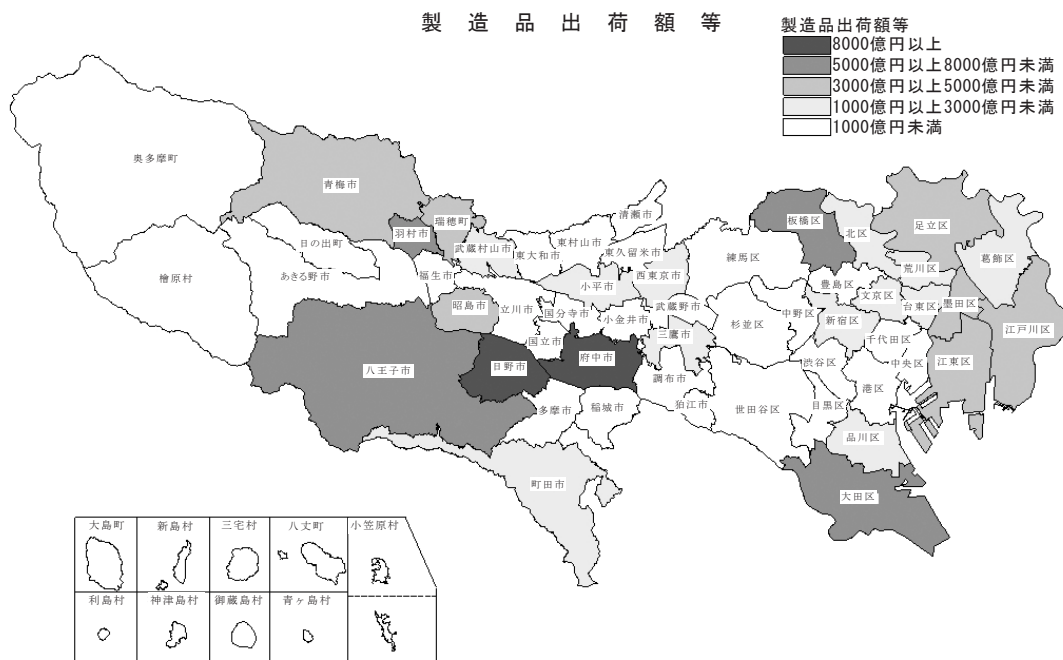 製造品出荷額等
製造品出荷額等
8000億円以上
5000億円以上8000億円未満
3000億円以上5000億円未満
1000億円以上3000億円未満
1000億円未満
奥多摩町
青梅市
瑞穂町
羽村市
日の出町
檜原村
あきる野市
福生市
武蔵村山市
東大和市
東村山市
清瀬市
東久留米市
西東京市
小平市
昭島市
立川市
国分寺市
小金井市
武蔵野市
三鷹市
国立市
府中市
日野市
八王子市
調布市
狛江市
多摩市
稲城市
町田市
練馬区
板橋区
北区
足立区
葛飾区
荒川区
豊島区
文京区
台東区
墨田区
江戸川区
杉並区
中野区
新宿区
千代田区
江東区
渋谷区
中央区
港区
世田谷区
目黒区
品川区
大田区
大島町
新島村
三宅村
八丈町
小笠原村
利島村
神津島村
御蔵島村
青ヶ島村